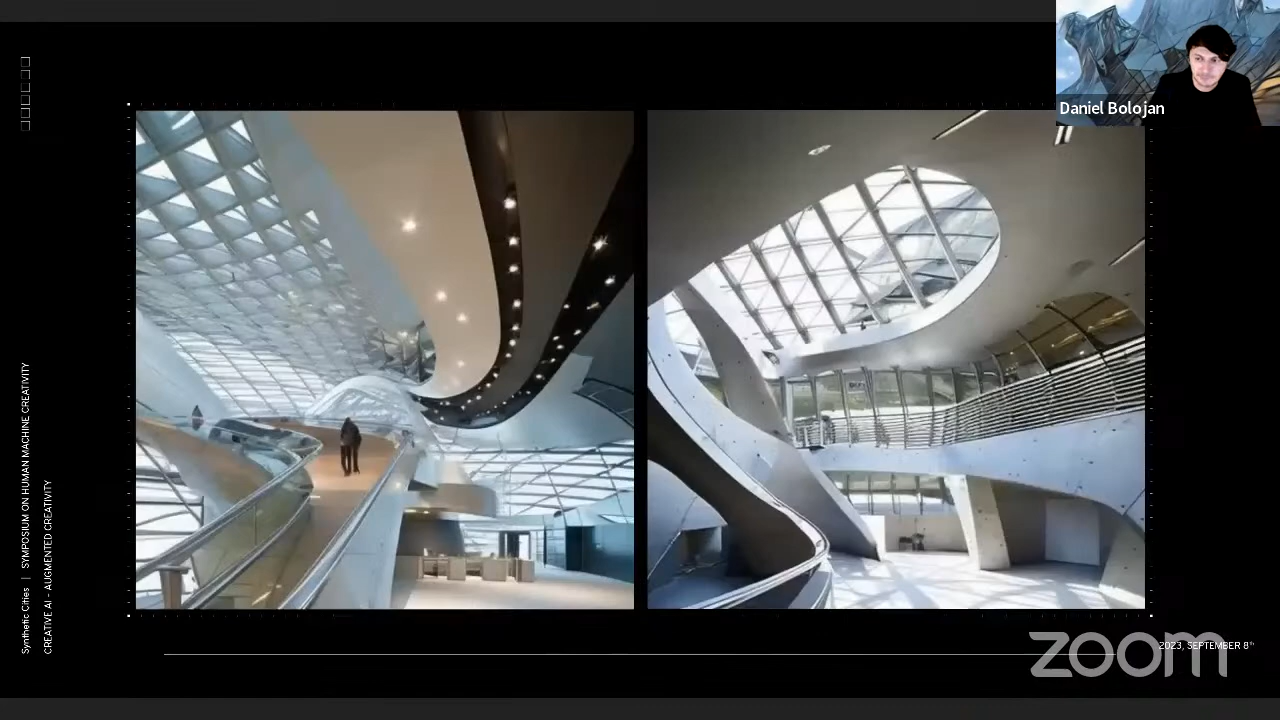 Daniel Bolojan
Synthetic Cities | SYMPOSIUM ON HUMAN MACHINE CREATIVITY
CREATIVE AI - AUGMENTED CREATIVITY
2023, SEPTEMBER 8th
zoom